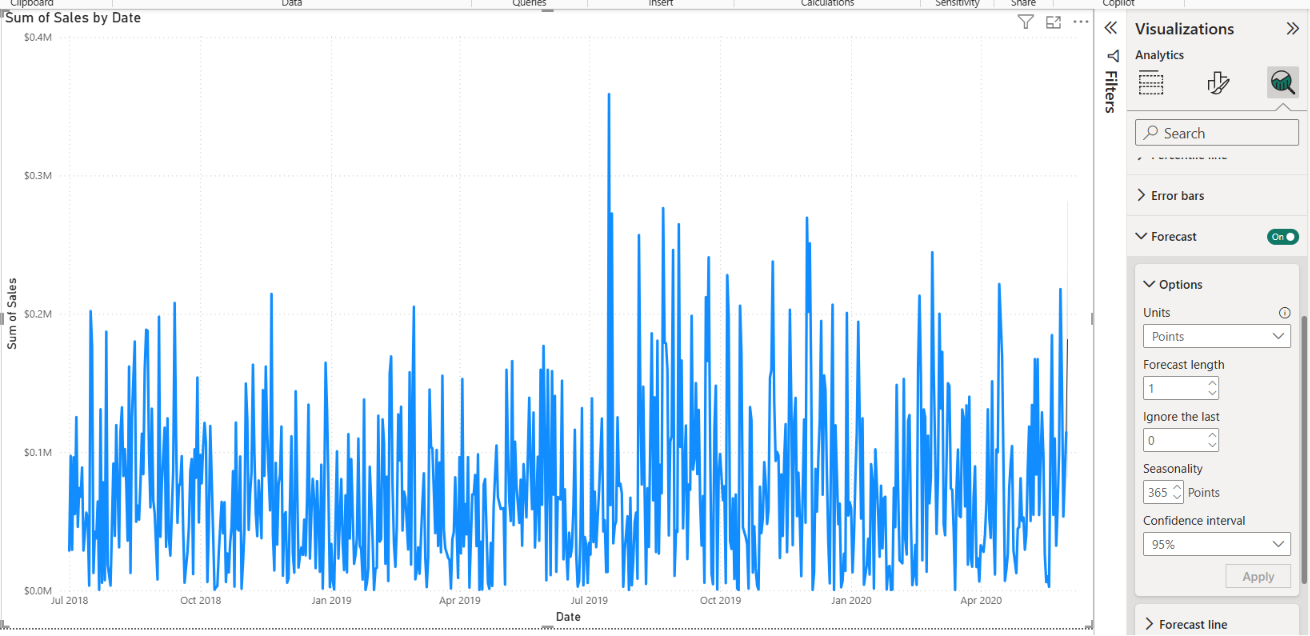 Clipboard Data Queries Insert Calculations Sensitivity Share Copilot
Sum of Sales by Date
$0.4M
$0.3M
$0.2M
$0.1M
$0.0M
Sum of Sales
Jul 2018 Oct 2018 Jan 2019 Apr 2019 Jul 2019 Oct 2019 Jan 2020 Apr 2020
Date
Filters
Visualizations
Analytics
Search
Percentile line
Error bars
Forecast On
Options
Units
Points
Forecast length
1
Ignore the last
0
Seasonality
365 Points
Confidence interval
95%
Apply
Forecast line